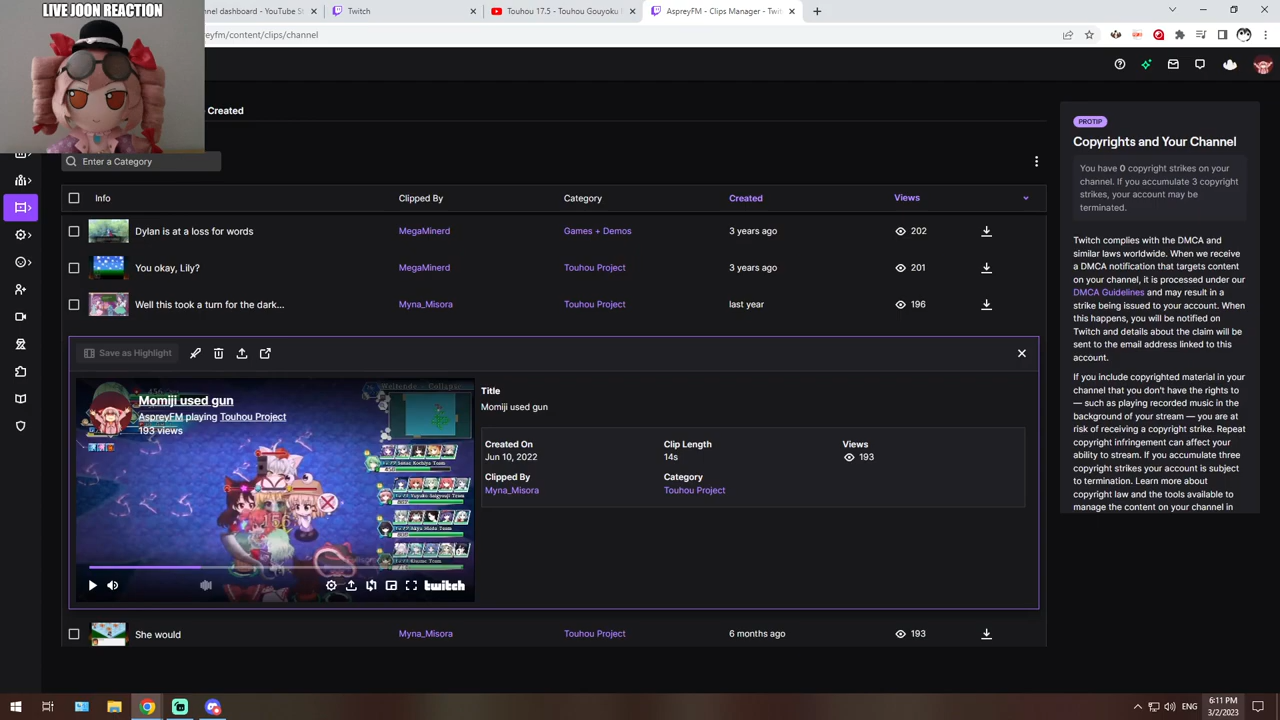 LIVE JOON REACTION
nnel dashboard - YouTube St
Twitch
Touhou 17.5 - Touhou Gouyoku
AspreyFM - Clips Manager - Twit
eyfm/content/clips/channel
Created
Enter a Category
Info Clipped By Category Created Views
Dylan is at a loss for words MegaMinerd Games + Demos 3 years ago 202
You okay, Lily? MegaMinerd Touhou Project 3 years ago 201
Well this took a turn for the dark... Myna_Misora Touhou Project last year 196
Save as Highlight
Momiji used gun
AspreyFM playing Touhou Project
193 views
456
twitch
Title
Momiji used gun
Created On Clip Length Views
Jun 10, 2022 14s 193
Clipped By Category
Myna_Misora Touhou Project
She would Myna_Misora Touhou Project 6 months ago 193
PROTIP
Copyrights and Your Channel
You have 0 copyright strikes on
your channel. If you accumulate 3 copyright
strikes, your account may be
terminated.
Twitch complies with the DMCA and
similar laws worldwide. When we receive
a DMCA notification that targets content
on your channel, it is processed under our
DMCA Guidelines and may result in a
strike being issued to your account. When
this happens, you will be notified on
Twitch and details about the claim will be
sent to the email address linked to this
account.
If you include copyrighted material in your
channel that you don't have the rights to
— such as playing recorded music in the
background of your stream — you are at
risk of receiving a copyright strike. Repeat
copyright infringement can affect your
ability to stream. If you accumulate three
copyright strikes your account is subject
to termination. Learn more about
copyright law and the tools available to
manage the content on your channel in
ENG
6:11 PM
3/2/2023